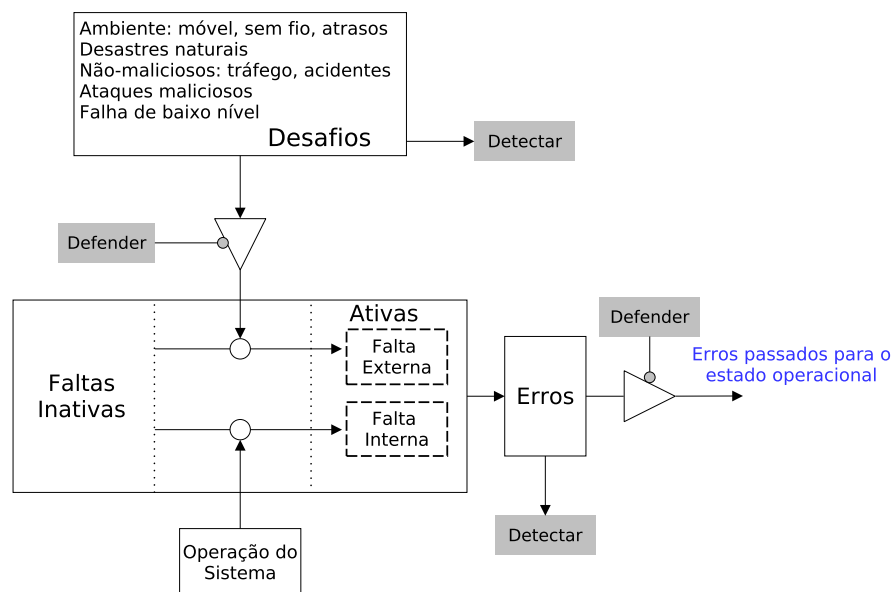 Ambiente: móvel, sem fio, atrasos
Desastres naturais
Não-maliciosos: tráfego, acidentes
Ataques maliciosos
Falha de baixo nível
Desafios
Detectar
Defender
Faltas
Inativas
Ativas
Falta
Externa
Falta
Interna
Operação do
Sistema
Erros
Defender
Erros passados para o
estado operacional
Detectar